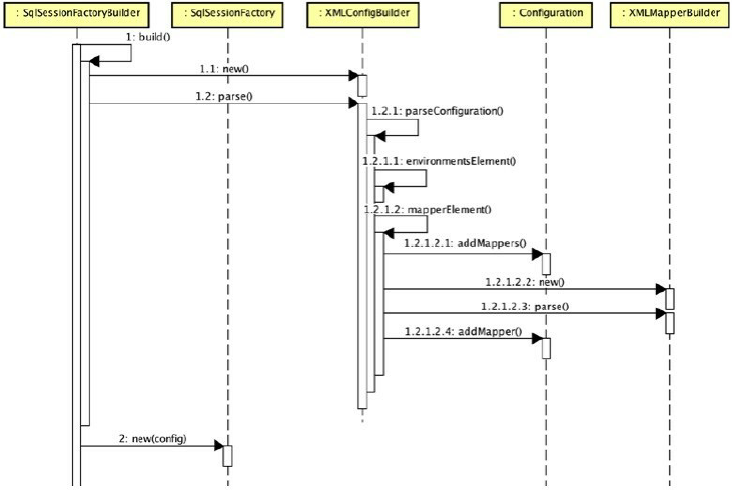 : SqlSessionFactoryBuilder
: SqlSessionFactory
: XMLConfigBuilder
: Configuration
: XMLMapperBuilder
1: build()
1.1: new()
1.2: parse()
1.2.1: parseConfiguration()
1.2.1.1: environmentsElement()
1.2.1.2: mapperElement()
1.2.1.2.1: addMappers()
1.2.1.2.2: new()
1.2.1.2.3: parse()
1.2.1.2.4: addMapper()
2: new(config)